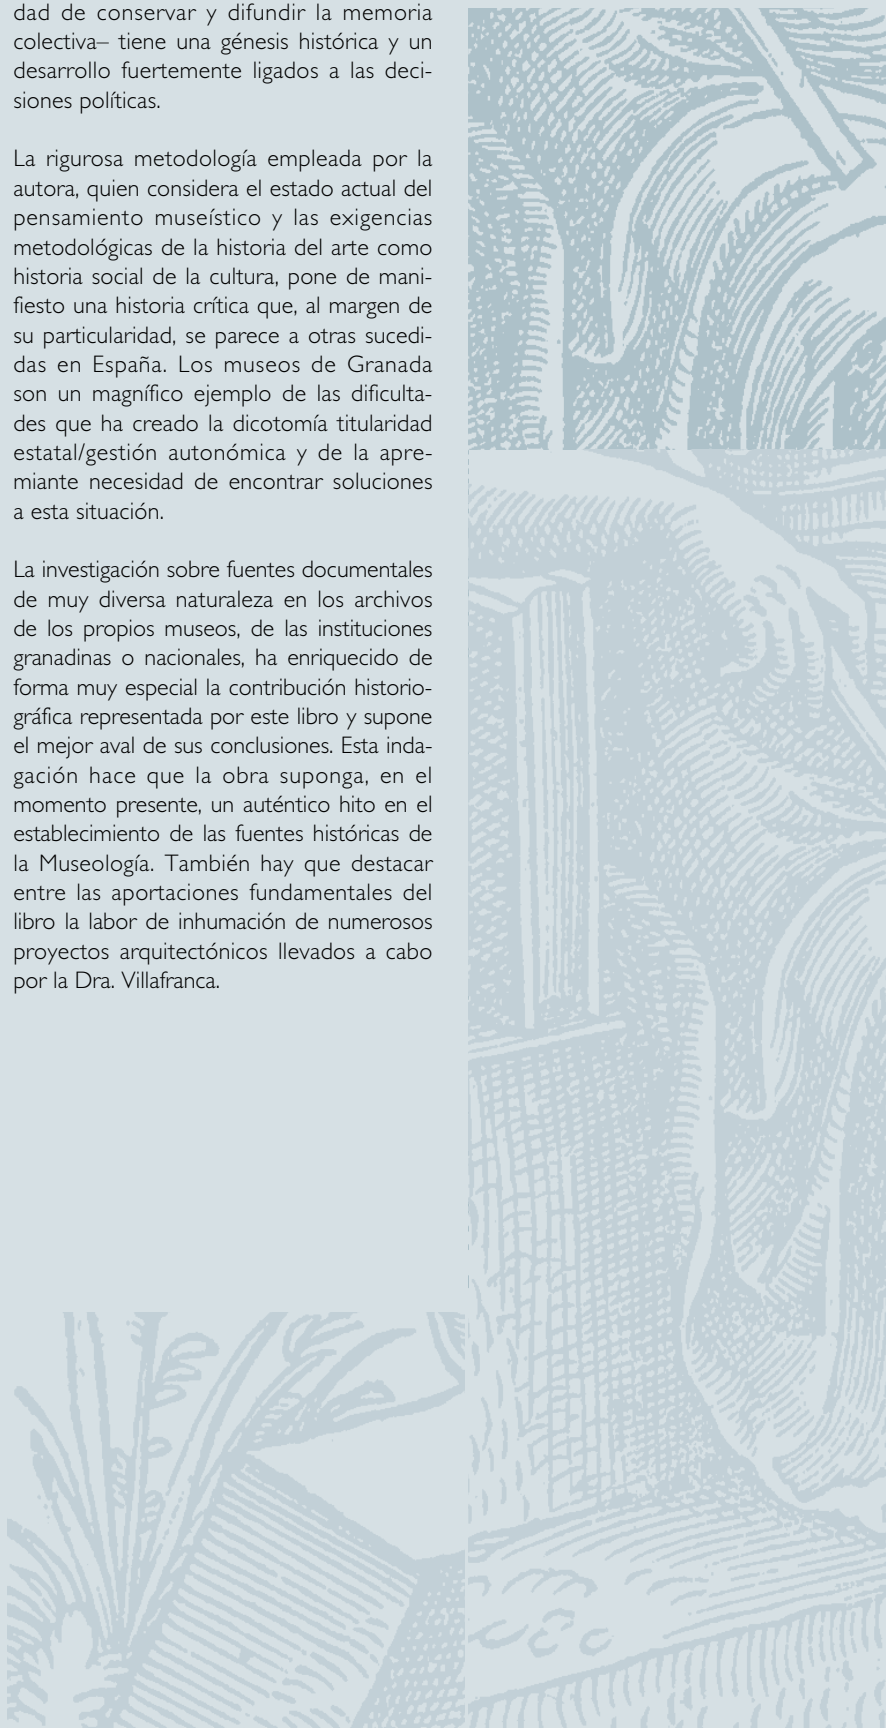 dad de conservar y difundir la memoria
colectiva– tiene una génesis histórica y un
desarrollo fuertemente ligados a las deci-
siones políticas.
La rigurosa metodología empleada por la
autora, quien considera el estado actual del
pensamiento museístico y las exigencias
metodológicas de la historia del arte como
historia social de la cultura, pone de mani-
fiesto una historia crítica que, al margen de
su particularidad, se parece a otras sucedi-
das en España. Los museos de Granada
son un magnífico ejemplo de las dificulta-
des que ha creado la dicotomía titularidad
estatal/gestión autonómica y de la apre-
miante necesidad de encontrar soluciones
a esta situación.
La investigación sobre fuentes documentales
de muy diversa naturaleza en los archivos
de los propios museos, de las instituciones
granadinas o nacionales, ha enriquecido de
forma muy especial la contribución historio-
gráfica representada por este libro y supone
el mejor aval de sus conclusiones. Esta inda-
gación hace que la obra suponga, en el
momento presente, un auténtico hito en el
establecimiento de las fuentes históricas de
la Museología. También hay que destacar
entre las aportaciones fundamentales del
libro la labor de inhumación de numerosos
proyectos arquitectónicos llevados a cabo
por la Dra. Villafranca.